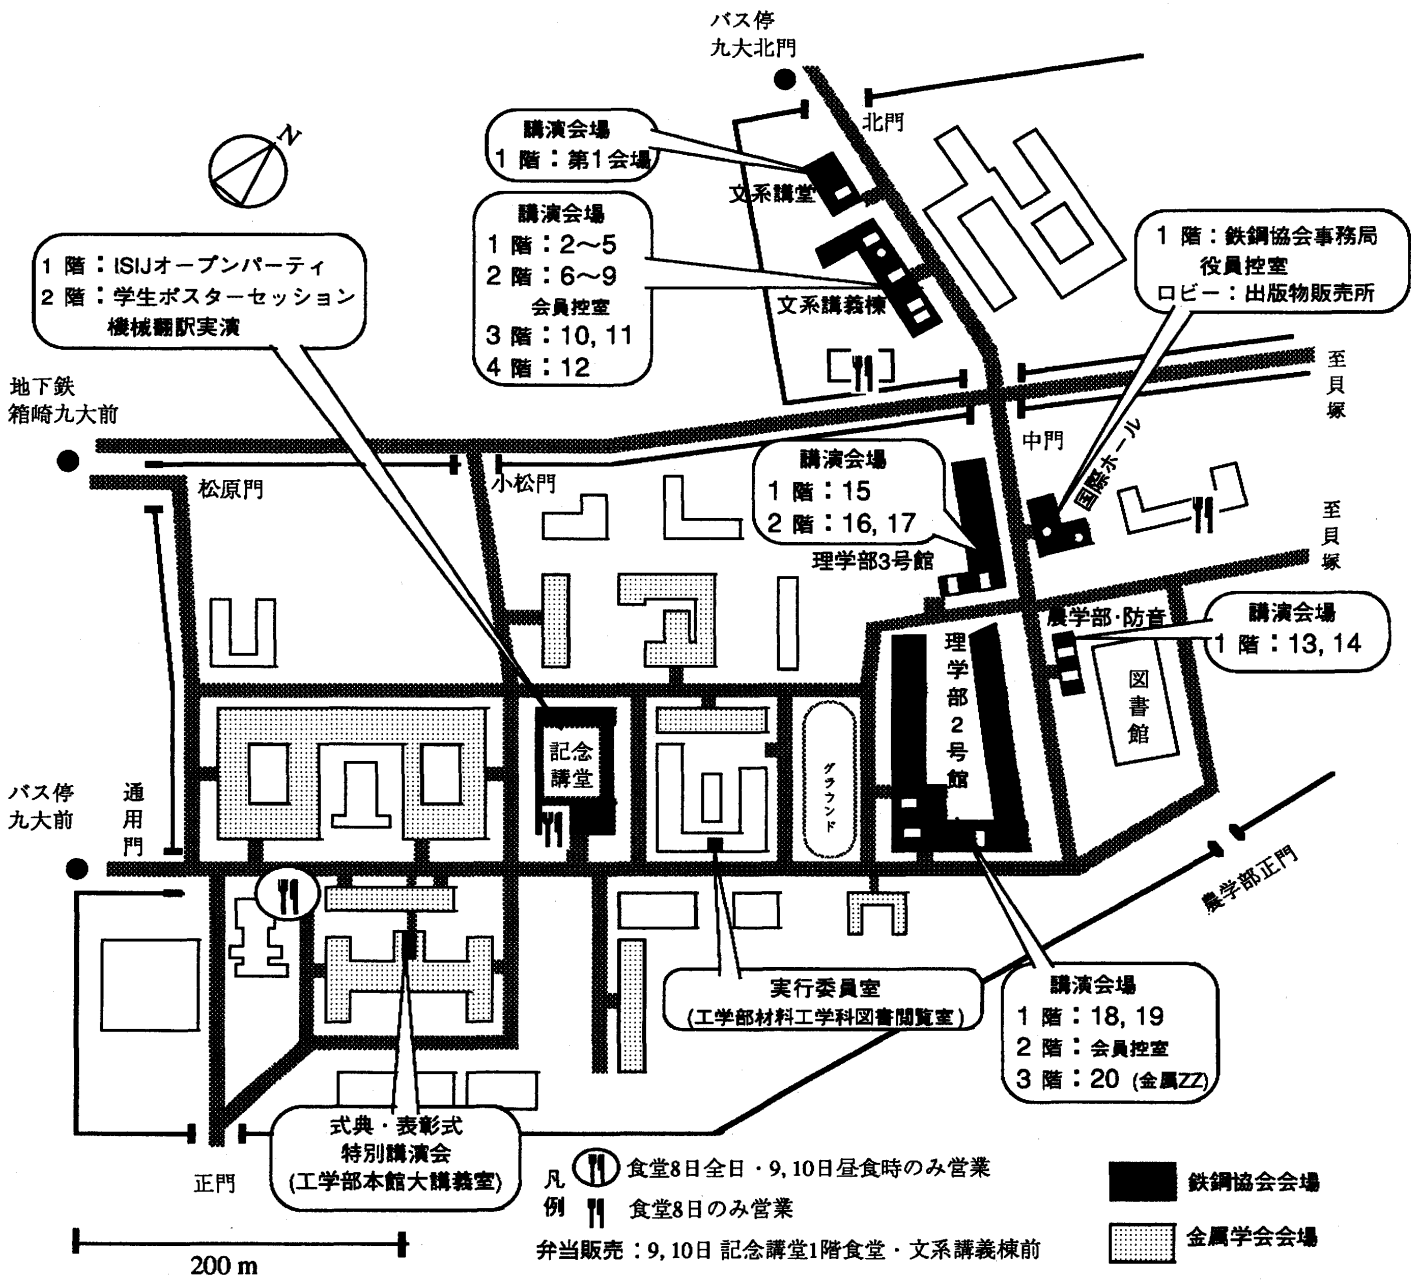 バス停
九大北門
北門
N
講演会場
1 階：第1会場
文系講堂
講演会場
1 階：2〜5
2 階：6〜9
会員控室
3 階：10, 11
4 階：12
文系講義棟
1 階：鉄鋼協会事務局
役員控室
ロビー：出版物販売所
1 階：ISIJオープンパーティ
2 階：学生ポスターセッション
機械翻訳実演
地下鉄
箱崎九大前
至貝塚
中門
国際ホール
松原門
小松門
講演会場
1 階：15
2 階：16, 17
理学部3号館
至貝塚
農学部・防音
講演会場
1 階：13, 14
理学部2号館
図書館
記念
講堂
グラウンド
バス停
九大前
通用門
農学部正門
実行委員室
(工学部材料工学科図書閲覧室)
講演会場
1 階：18, 19
2 階：会員控室
3 階：20 (金属ZZ)
式典・表彰式
特別講演会
(工学部本館大講義室)
正門
200 m
凡例
食堂8日全日・9, 10日昼食時のみ営業
食堂8日のみ営業
弁当販売：9, 10日 記念講堂1階食堂・文系講義棟前
鉄鋼協会会場
金属学会会場